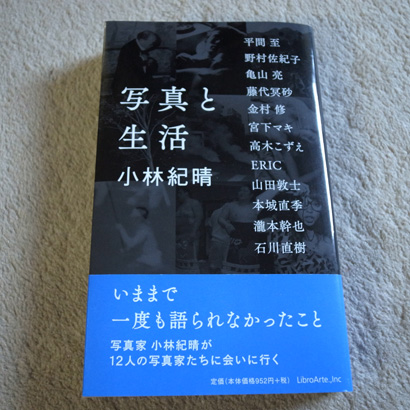 写真と
生活
小林紀晴
平間 至
野村佐紀子
亀山 亮
藤代冥砂
金村 修
宮下マキ
高木こずえ
ERIC
山田敦士
本城直季
瀧本幹也
石川直樹
いままで
一度も語られなかったこと
写真家 小林紀晴が
12人の写真家たちに会いに行く
定価(本体価格952円+税) LibroArte.,Inc